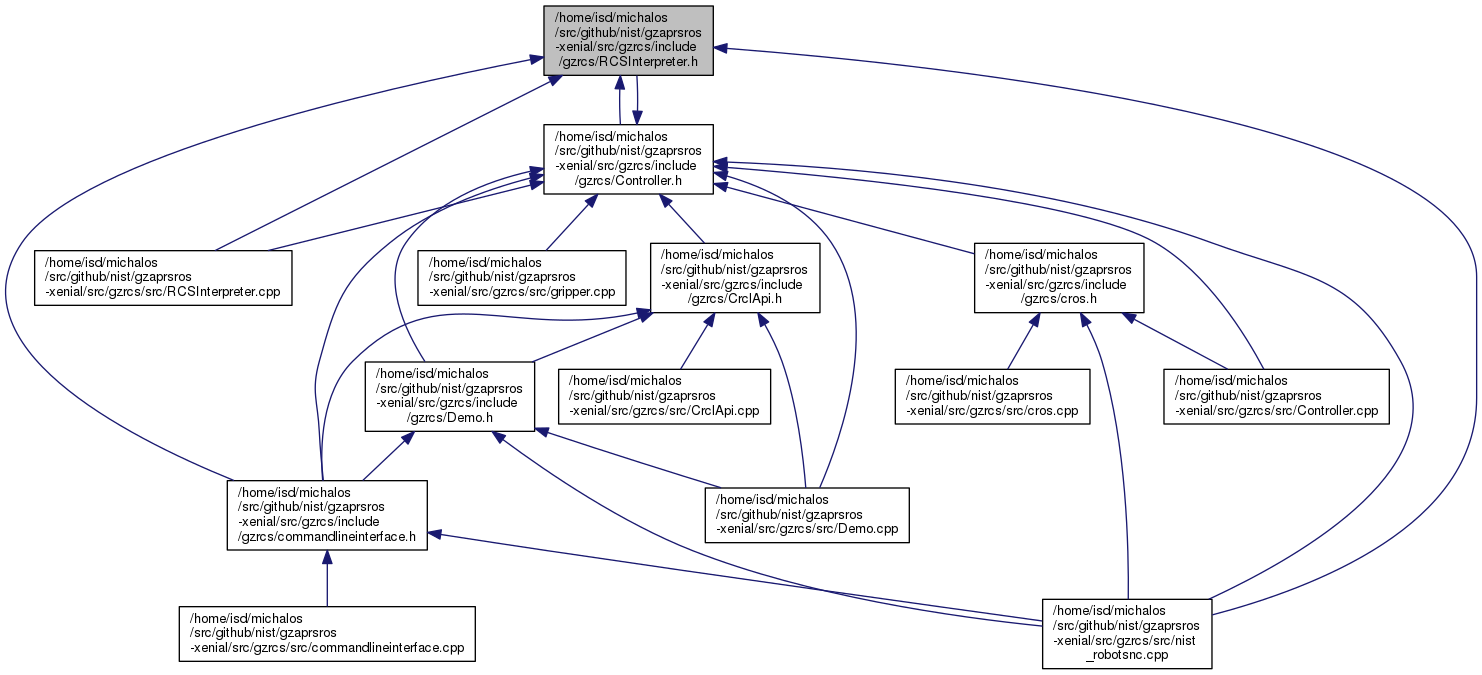 /home/isd/michalos
/src/github/nist/gzaprsros
-xenial/src/gzrcs/include
/gzrcs/RCSInterpreter.h
/home/isd/michalos
/src/github/nist/gzaprsros
-xenial/src/gzrcs/include
/gzrcs/Controller.h
/home/isd/michalos
/src/github/nist/gzaprsros
-xenial/src/gzrcs/src/RCSInterpreter.cpp
/home/isd/michalos
/src/github/nist/gzaprsros
-xenial/src/gzrcs/src/gripper.cpp
/home/isd/michalos
/src/github/nist/gzaprsros
-xenial/src/gzrcs/include
/gzrcs/CrclApi.h
/home/isd/michalos
/src/github/nist/gzaprsros
-xenial/src/gzrcs/include
/gzrcs/cros.h
/home/isd/michalos
/src/github/nist/gzaprsros
-xenial/src/gzrcs/include
/gzrcs/Demo.h
/home/isd/michalos
/src/github/nist/gzaprsros
-xenial/src/gzrcs/src/CrclApi.cpp
/home/isd/michalos
/src/github/nist/gzaprsros
-xenial/src/gzrcs/src/cros.cpp
/home/isd/michalos
/src/github/nist/gzaprsros
-xenial/src/gzrcs/src/Controller.cpp
/home/isd/michalos
/src/github/nist/gzaprsros
-xenial/src/gzrcs/include
/gzrcs/commandlineinterface.h
/home/isd/michalos
/src/github/nist/gzaprsros
-xenial/src/gzrcs/src/Demo.cpp
/home/isd/michalos
/src/github/nist/gzaprsros
-xenial/src/gzrcs/src/commandlineinterface.cpp
/home/isd/michalos
/src/github/nist/gzaprsros
-xenial/src/gzrcs/src/nist
_robotsnc.cpp